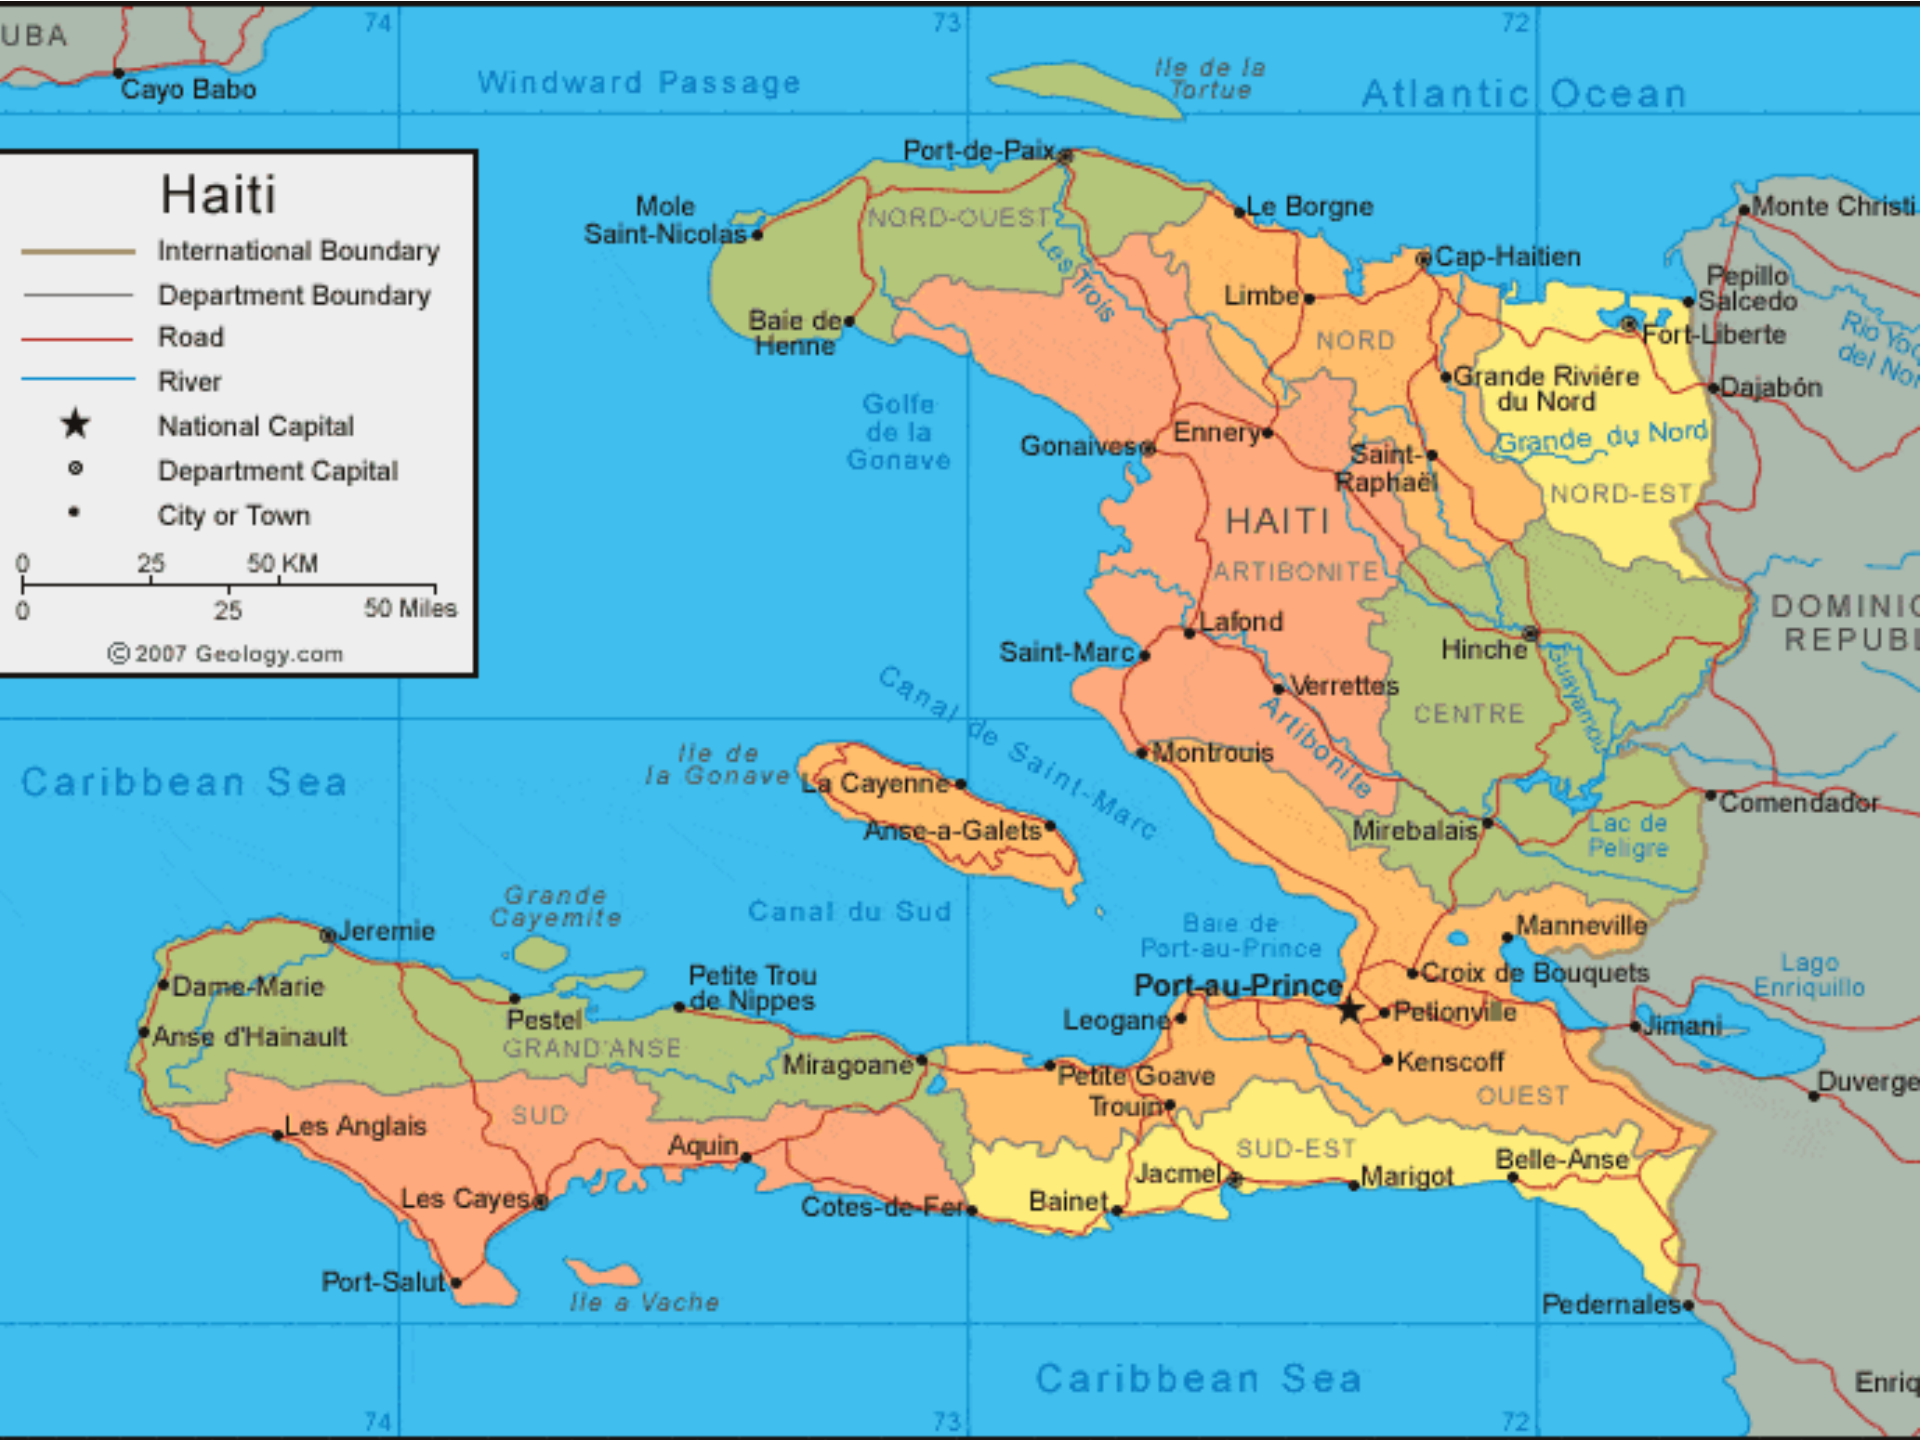 74
73
72
UBA
Cayo Babo
Windward Passage
Ile de la
Tortue
Atlantic Ocean
Haiti
International Boundary
Department Boundary
Road
River
National Capital
Department Capital
City or Town
0 25 50 KM
0 25 50 Miles
©2007 Geology.com
Port-de-Paix
Mole
Saint-Nicolas
NORD-OUEST
Le Borgne
Monte Christi
Les Trois
Cap-Haitien
Pepillo
Salcedo
Limbe
Baie de
Henne
NORD
Fort-Liberte
Rio Yaq
del Nor
Grande Riviére
du Nord
Dajabón
Golfe
de la
Gonave
Gonaives
Ennery
Grande du Nord
Saint-
Raphaël
NORD-EST
HAITI
ARTIBONITE
DOMINIC
REPUBL
Lafond
Saint-Marc
Hinche
Guayamou
Verrettes
Artibonite
CENTRE
Canal de Saint-Marc
Montrouis
Caribbean Sea
Ile de
la Gonave
La Cayenne
Anse-a-Galets
Comendador
Mirebalais
Lac de
Peligre
Grande
Cayemite
Canal du Sud
Baie de
Port-au-Prince
Manneville
Jeremie
Dame-Marie
Petite Trou
de Nippes
Port-au-Prince
Croix de Bouquets
Lago
Enriquillo
Anse d'Hainault
Pestel
GRAND'ANSE
Leogane
Petionville
Jimani
Miragoane
Petite Goave
Kenscoff
Duverge
Trouin
OUEST
Les Anglais
SUD
Aquin
SUD-EST
Jacmel
Marigot
Belle-Anse
Les Cayes
Cotes-de-Fer
Bainet
Port-Salut
Ile a Vache
Pedernales
Caribbean Sea
Enriq
74
73
72